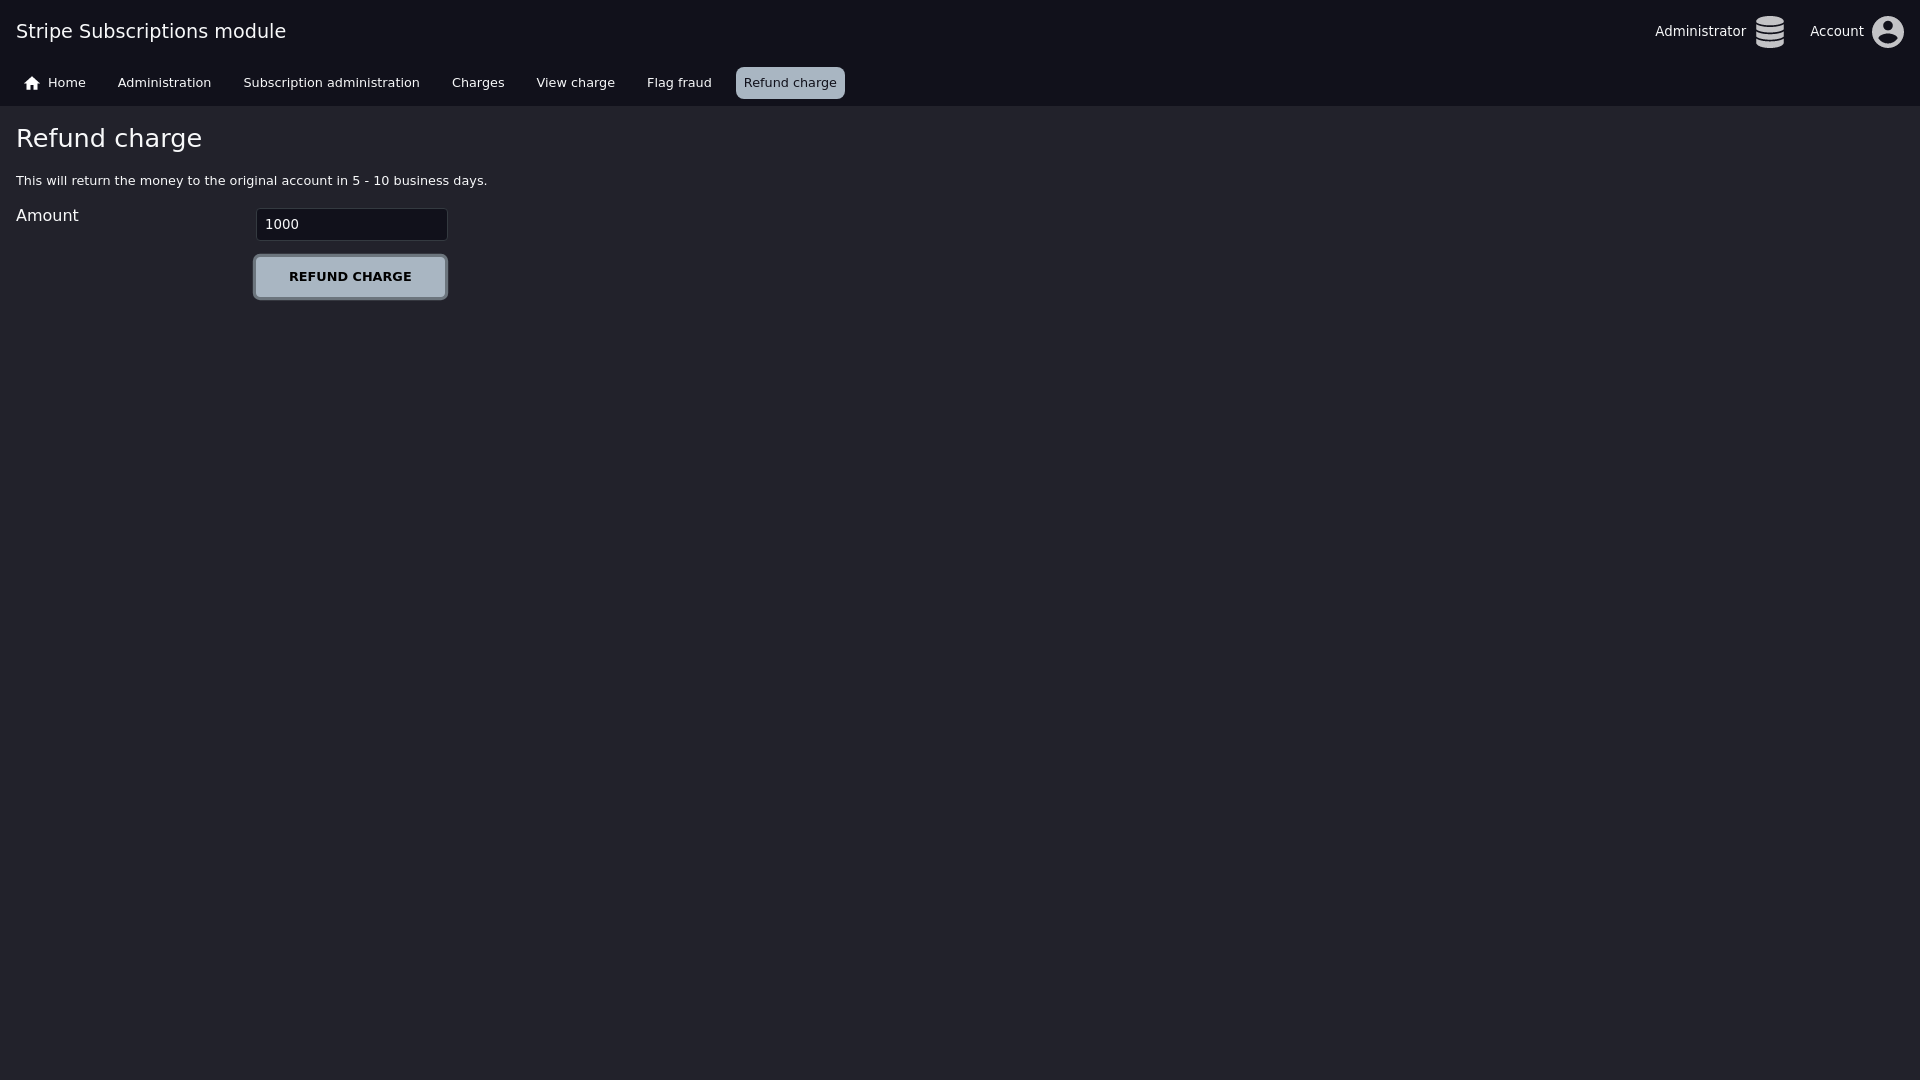 Stripe Subscriptions module
Administrator
Account
Home
Administration
Subscription administration
Charges
View charge
Flag fraud
Refund charge
Refund charge
This will return the money to the original account in 5 - 10 business days.
Amount
1000
REFUND CHARGE